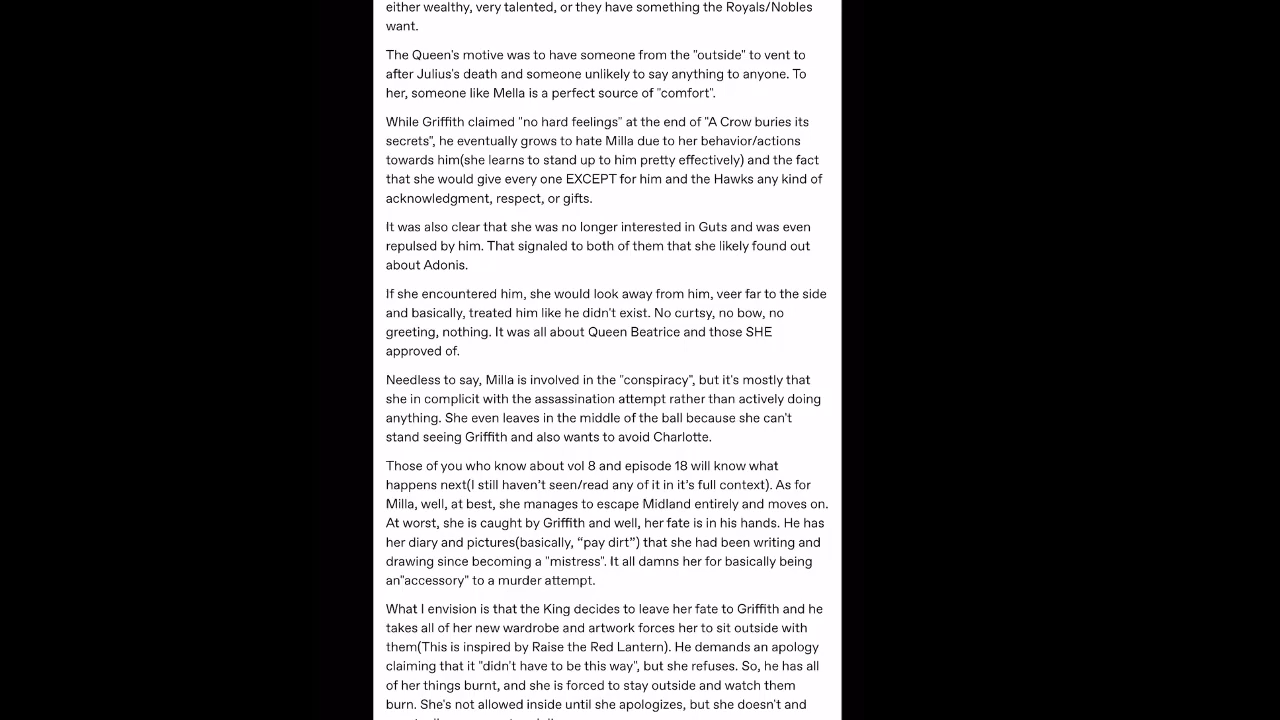 either wealthy, very talented, or they have something the Royals/Nobles
want.
The Queen's motive was to have someone from the "outside" to vent to
after Julius's death and someone unlikely to say anything to anyone. To
her, someone like Mella is a perfect source of "comfort".
While Griffith claimed "no hard feelings" at the end of "A Crow buries its
secrets", he eventually grows to hate Milla due to her behavior/actions
towards him(she learns to stand up to him pretty effectively) and the fact
that she would give every one EXCEPT for him and the Hawks any kind of
acknowledgment, respect, or gifts.
It was also clear that she was no longer interested in Guts and was even
repulsed by him. That signaled to both of them that she likely found out
about Adonis.
If she encountered him, she would look away from him, veer far to the side
and basically, treated him like he didn't exist. No curtsy, no bow, no
greeting, nothing. It was all about Queen Beatrice and those SHE
approved of.
Needless to say, Milla is involved in the "conspiracy", but it's mostly that
she in complicit with the assassination attempt rather than actively doing
anything. She even leaves in the middle of the ball because she can't
stand seeing Griffith and also wants to avoid Charlotte.
Those of you who know about vol 8 and episode 18 will know what
happens next(I still haven't seen/read any of it in it's full context). As for
Milla, well, at best, she manages to escape Midland entirely and moves on.
At worst, she is caught by Griffith and well, her fate is in his hands. He has
her diary and pictures(basically, “pay dirt”) that she had been writing and
drawing since becoming a "mistress". It all damns her for basically being
an"accessory" to a murder attempt.
What I envision is that the King decides to leave her fate to Griffith and he
takes all of her new wardrobe and artwork forces her to sit outside with
them(This is inspired by Raise the Red Lantern). He demands an apology
claiming that it "didn't have to be this way", but she refuses. So, he has all
of her things burnt, and she is forced to stay outside and watch them
burn. She's not allowed inside until she apologizes, but she doesn't and